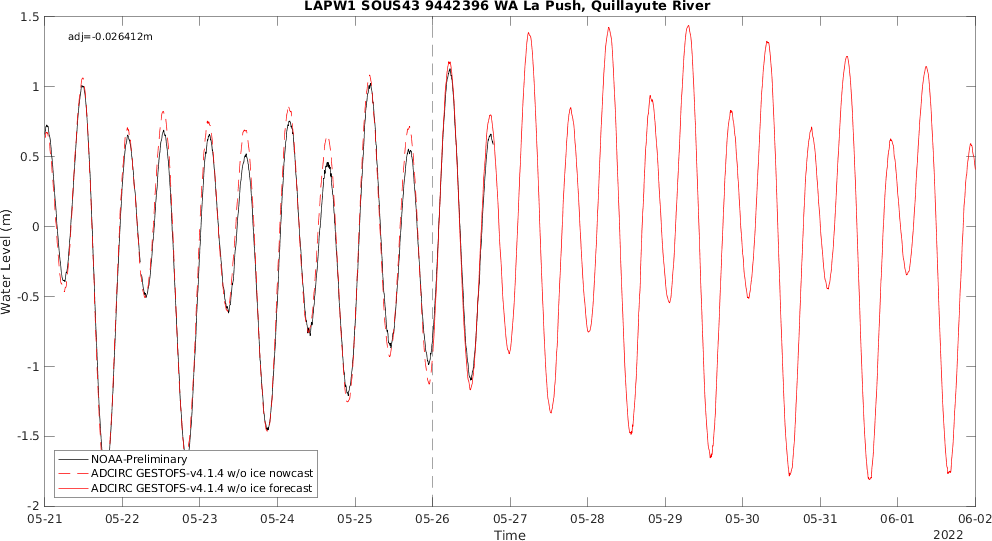 LAPW1 SOUS43 9442396 WA La Push, Quillayute River
adj=-0.026412m
1.5
1
0.5
0
-0.5
-1
-1.5
-2
Water Level (m)
NOAA-Preliminary
ADCIRC GESTOFS-v4.1.4 w/o ice nowcast
ADCIRC GESTOFS-v4.1.4 w/o ice forecast
05-21 05-22 05-23 05-24 05-25 05-26 05-27 05-28 05-29 05-30 05-31 06-01 06-02
Time
2022